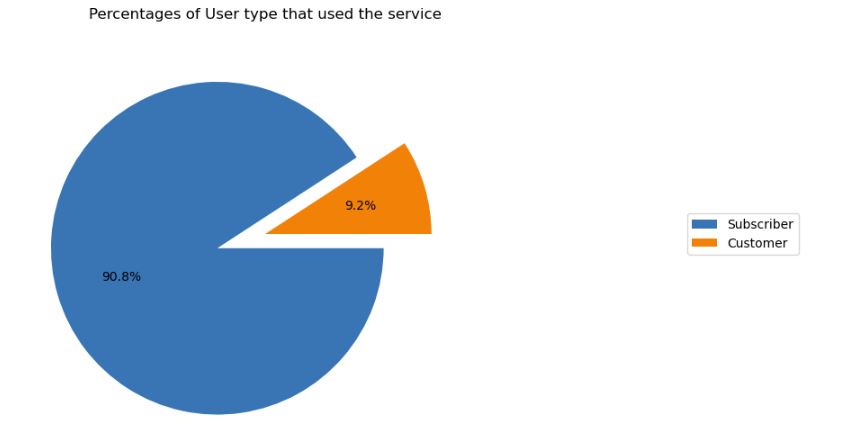 Percentages of User type that used the service
9.2%
90.8%
Subscriber
Customer